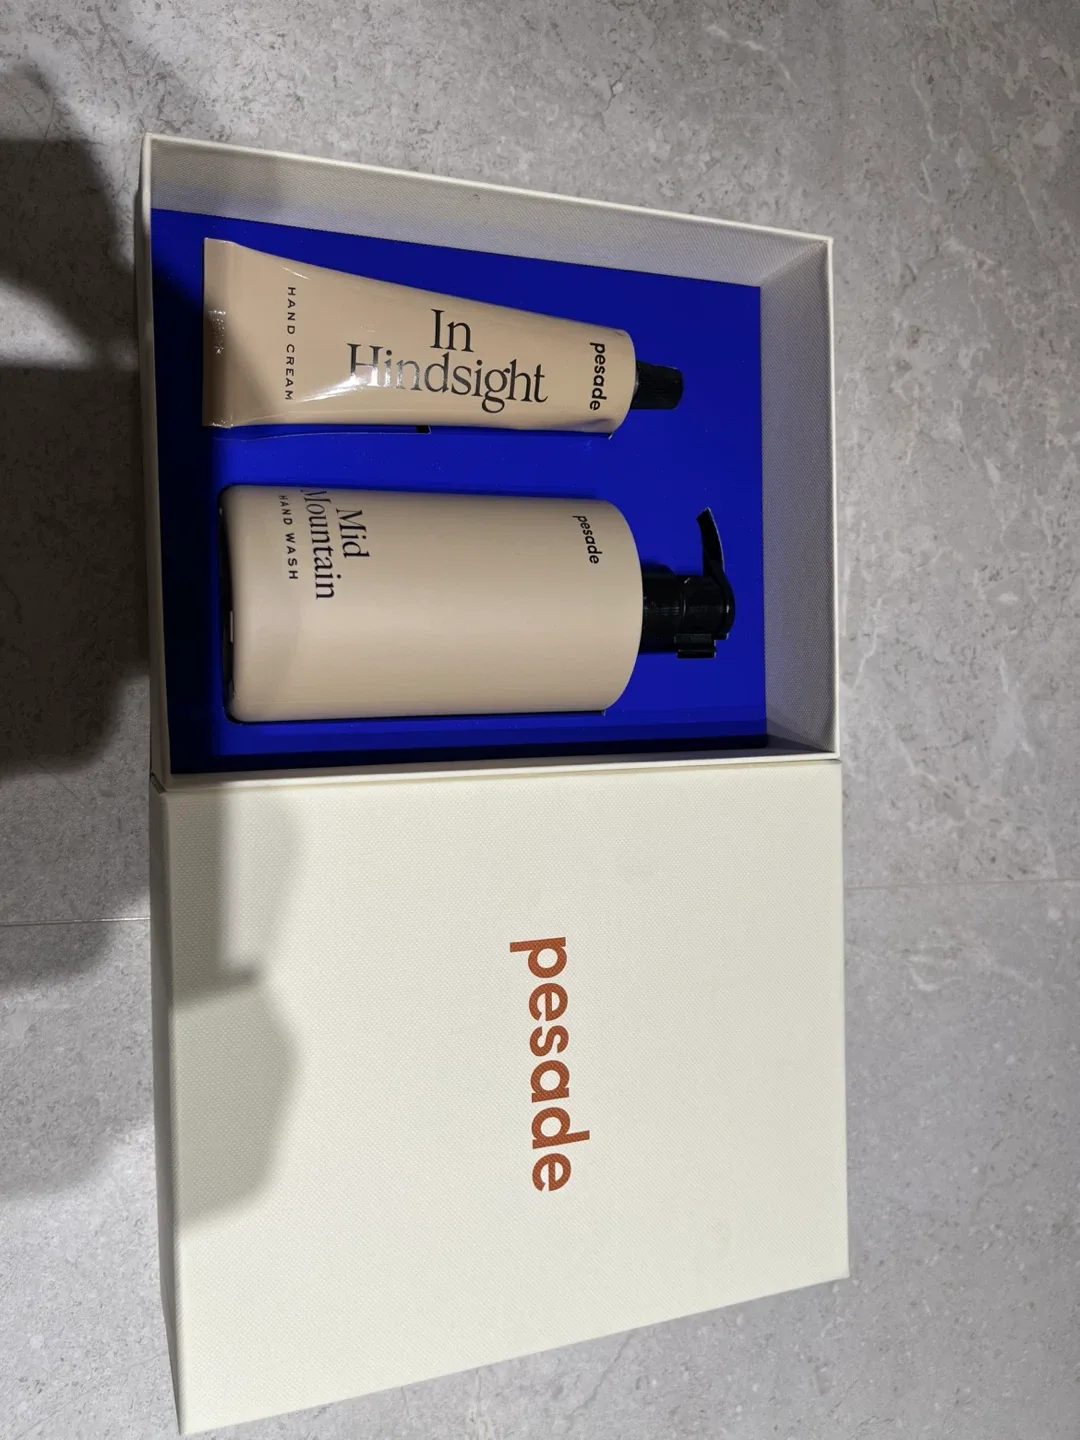 pesade
In
Hindsight
HAND CREAM
pesade
Mid
Mountain
HAND WASH
pesade